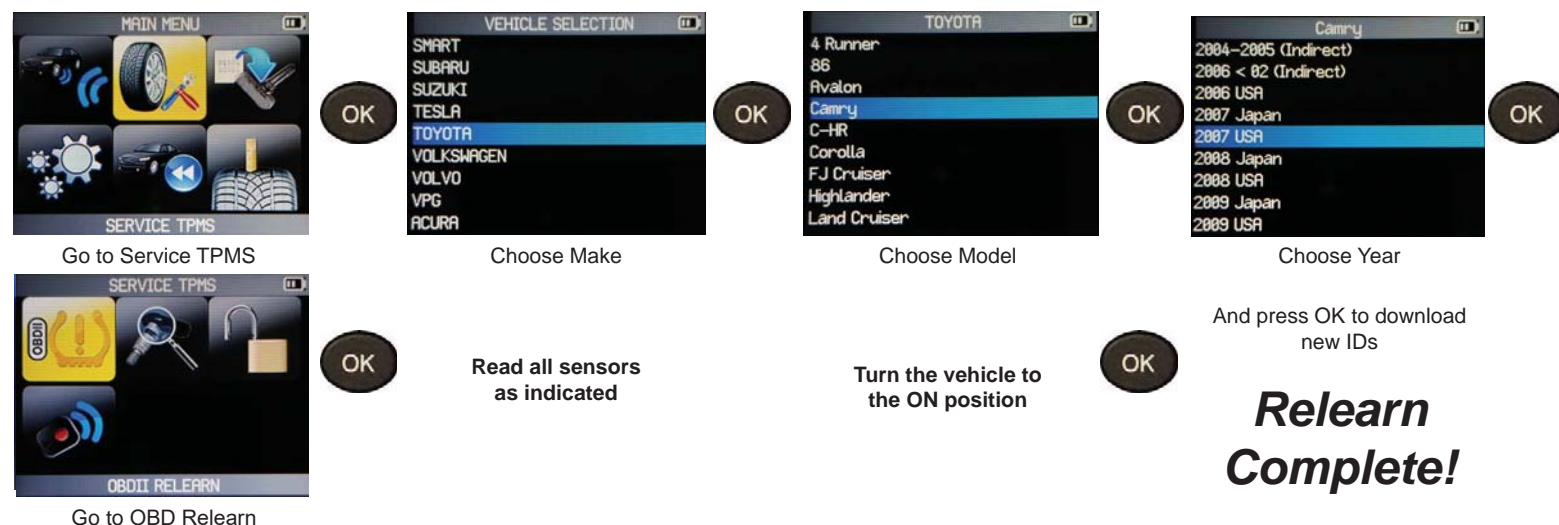 MAIN MENU
SERVICE TPMS
Go to Service TPMS
OK
VEHICLE SELECTION
SMART
SUBARU
SUZUKI
TESLA
TOYOTA
VOLKSWAGEN
VOLVO
VPG
ACURA
Choose Make
OK
TOYOTA
4 Runner
86
Avalon
Camry
C-HR
Corolla
FJ Cruiser
Highlander
Land Cruiser
Choose Model
OK
Camry
2004-2005 (Indirect)
2006 < 02 (Indirect)
2006 USA
2007 Japan
2007 USA
2008 Japan
2008 USA
2009 Japan
2009 USA
Choose Year
OK
SERVICE TPMS
OBDII
OBDII RELEARN
Go to OBD Relearn
OK
Read all sensors
as indicated
Turn the vehicle to
the ON position
OK
And press OK to download
new IDs
Relearn
Complete!